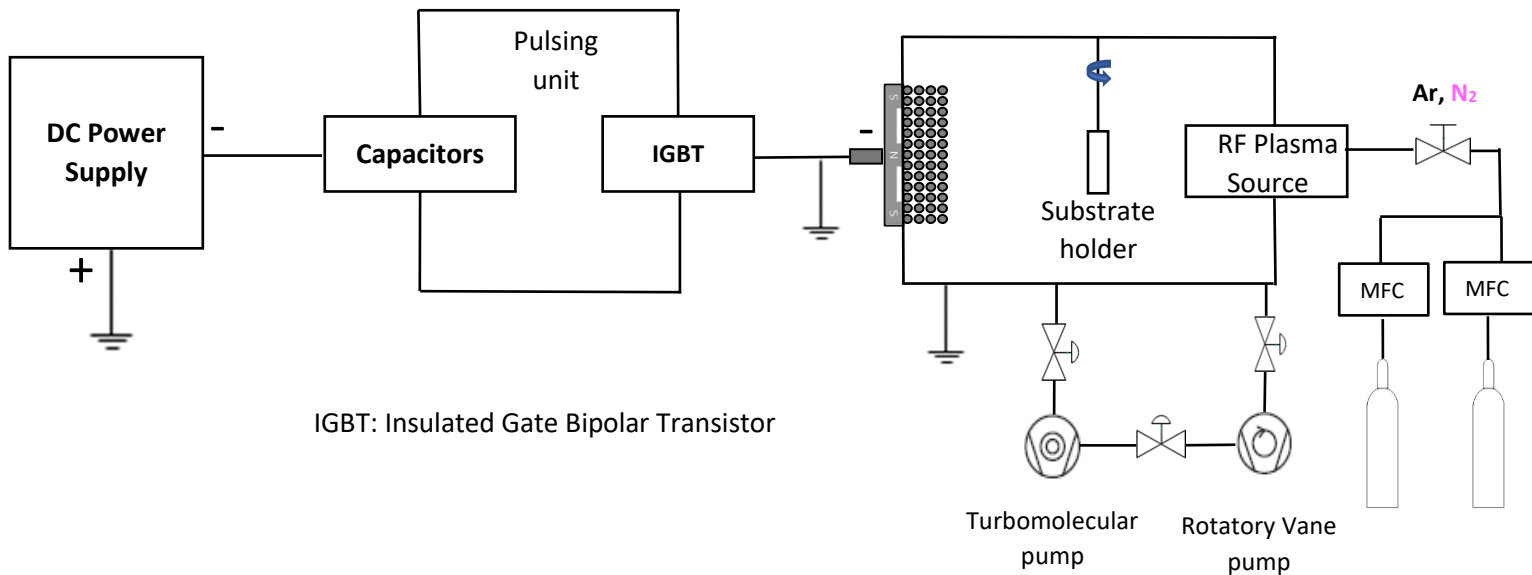 DC Power
Supply
-
+
Pulsing
unit
Capacitors
IGBT
-
S
N
S
Substrate
holder
RF Plasma
Source
Ar, N₂
MFC
MFC
IGBT: Insulated Gate Bipolar Transistor
Turbomolecular
pump
Rotatory Vane
pump